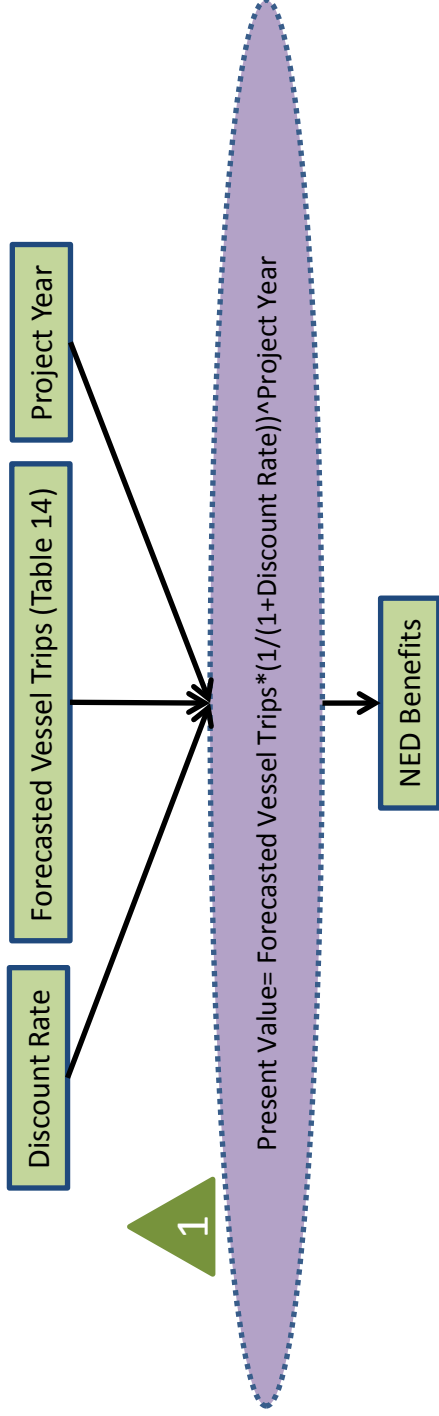 Discount Rate
Forecasted Vessel Trips (Table 14)
Project Year
1
Present Value= Forecasted Vessel Trips*(1/(1+Discount Rate))^Project Year
NED Benefits